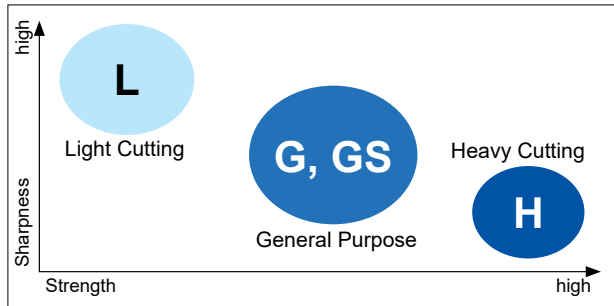 high
L
Light Cutting
G, GS
General Purpose
Heavy Cutting
H
Sharpness
Strength
high